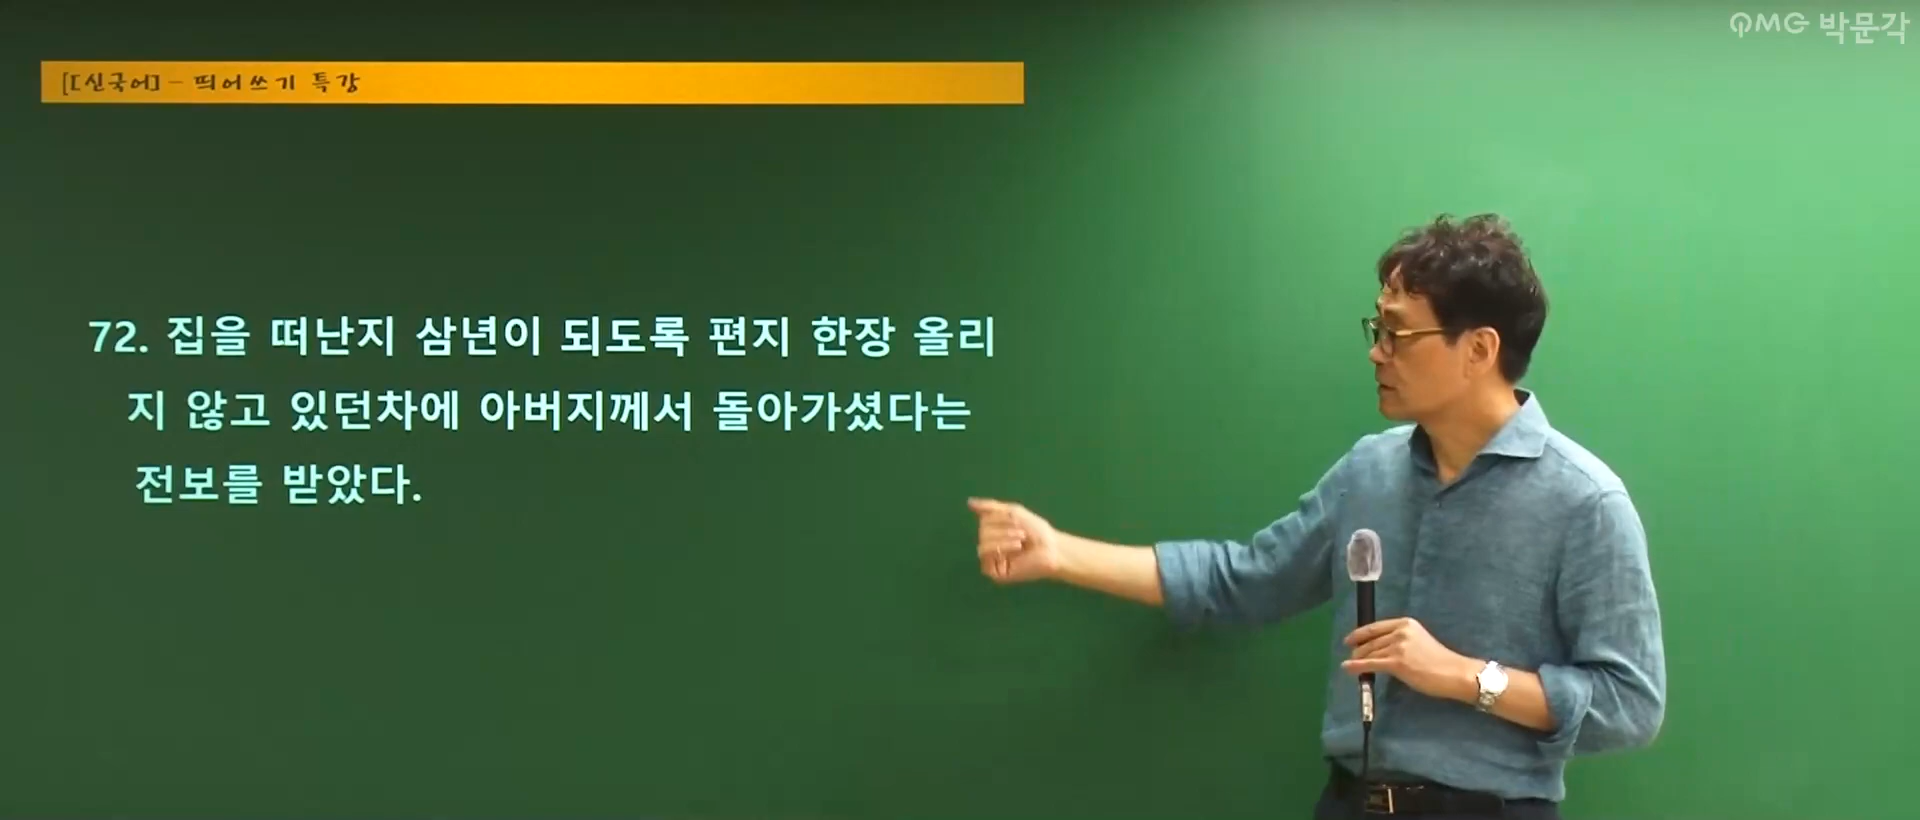 PMG 박문각
[[신국어] - 띄어쓰기 특강
72. 집을 떠난지 삼년이 되도록 편지 한장 올리
지 않고 있던차에 아버지께서 돌아가셨다는
전보를 받았다.